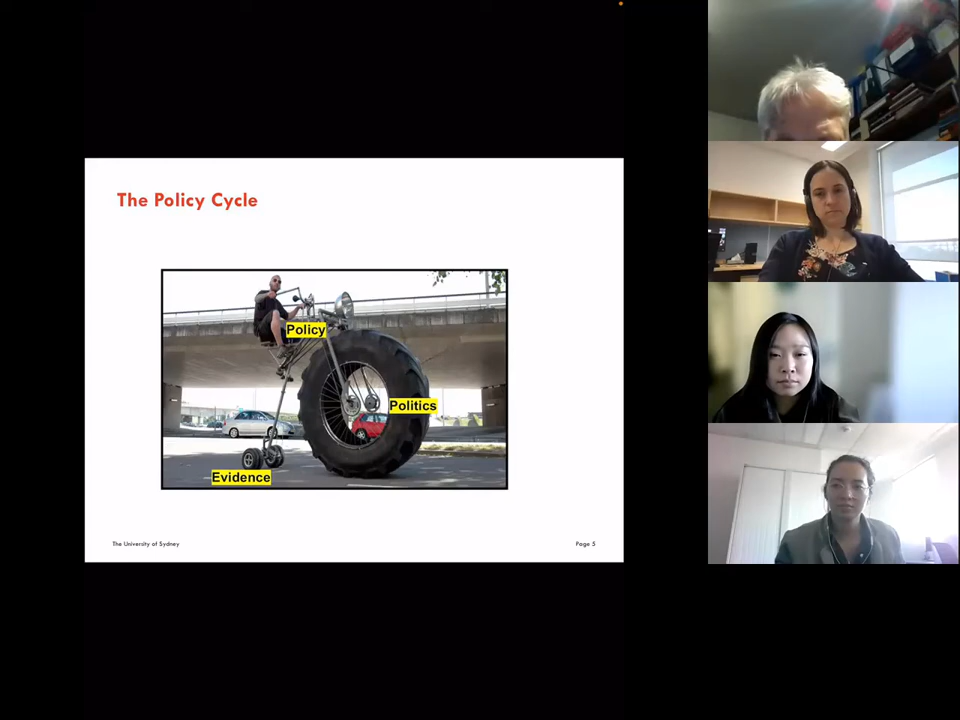 The Policy Cycle
Policy
Politics
Evidence
The University of Sydney
Page 5